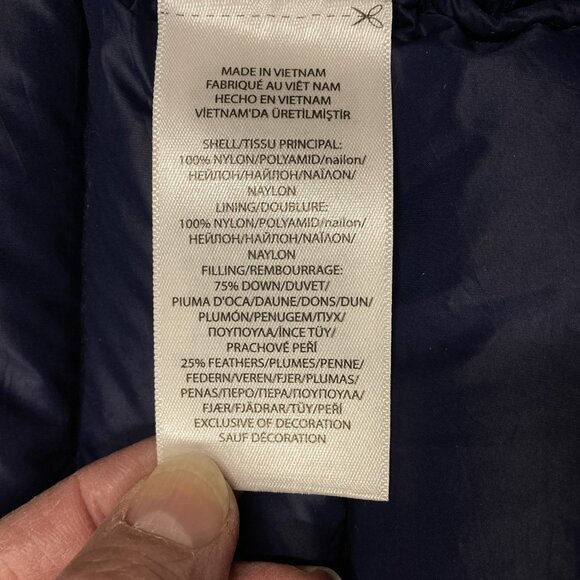 MADE IN VIETNAM
FABRIQUÉ AU VIÊT NAM
HECHO EN VIETNAM
VİETNAM'DA ÜRETİLMİŞTİR
SHELL/TISSU PRINCIPAL:
100% NYLON/POLYAMID/nailon/
НЕЙЛОН/НАЙЛОН/ΝΑΪΛΟΝ/
NAYLON
LINING/DOUBLURE:
100% NYLON/POLYAMID/nailon/
НЕЙЛОН/НАЙЛОН/ΝΑΪΛΟΝ/
NAYLON
FILLING/REMBOURRAGE:
75% DOWN/DUVET/
PIUMA D'OCA/DAUNE/DONS/DUN/
PLUMÓN/PENUGEM/ПУХ/
ΠΟΥΠΟΥΛΑ/İNCE TÜY/
PRACHOVÉ PEŘÍ
25% FEATHERS/PLUMES/PENNE/
FEDERN/VEREN/FJER/PLUMAS/
PENAS/ПЕРО/ПЕРА/ΠΟΥΠΟΥΛΑ/
FJÆR/FJÄDRAR/TÜY/PEŘÍ
EXCLUSIVE OF DECORATION
SAUF DÉCORATION